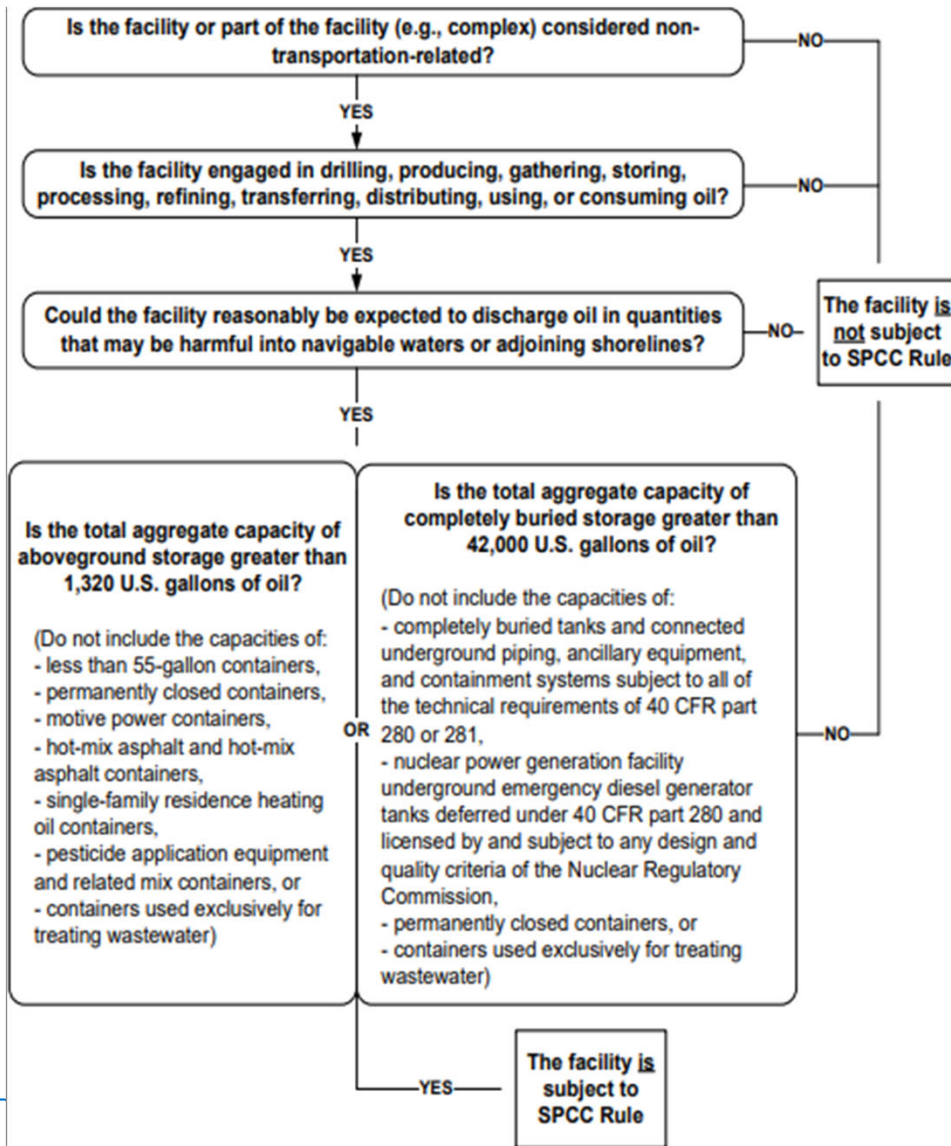 Is the facility or part of the facility (e.g., complex) considered non-
transportation-related?
NO
YES
Is the facility engaged in drilling, producing, gathering, storing,
processing, refining, transferring, distributing, using, or consuming oil?
NO
YES
Could the facility reasonably be expected to discharge oil in quantities
that may be harmful into navigable waters or adjoining shorelines?
NO
The facility is
not subject
to SPCC Rule
YES
Is the total aggregate capacity of
aboveground storage greater than
1,320 U.S. gallons of oil?
(Do not include the capacities of:
- less than 55-gallon containers,
- permanently closed containers,
- motive power containers,
- hot-mix asphalt and hot-mix
asphalt containers,
- single-family residence heating
oil containers,
- pesticide application equipment
and related mix containers, or
- containers used exclusively for
treating wastewater)
OR
Is the total aggregate capacity of
completely buried storage greater than
42,000 U.S. gallons of oil?
(Do not include the capacities of:
- completely buried tanks and connected
underground piping, ancillary equipment,
and containment systems subject to all of
the technical requirements of 40 CFR part
280 or 281,
- nuclear power generation facility
underground emergency diesel generator
tanks deferred under 40 CFR part 280 and
licensed by and subject to any design and
quality criteria of the Nuclear Regulatory
Commission,
- permanently closed containers, or
- containers used exclusively for treating
wastewater)
NO
YES
The facility is
subject to
SPCC Rule